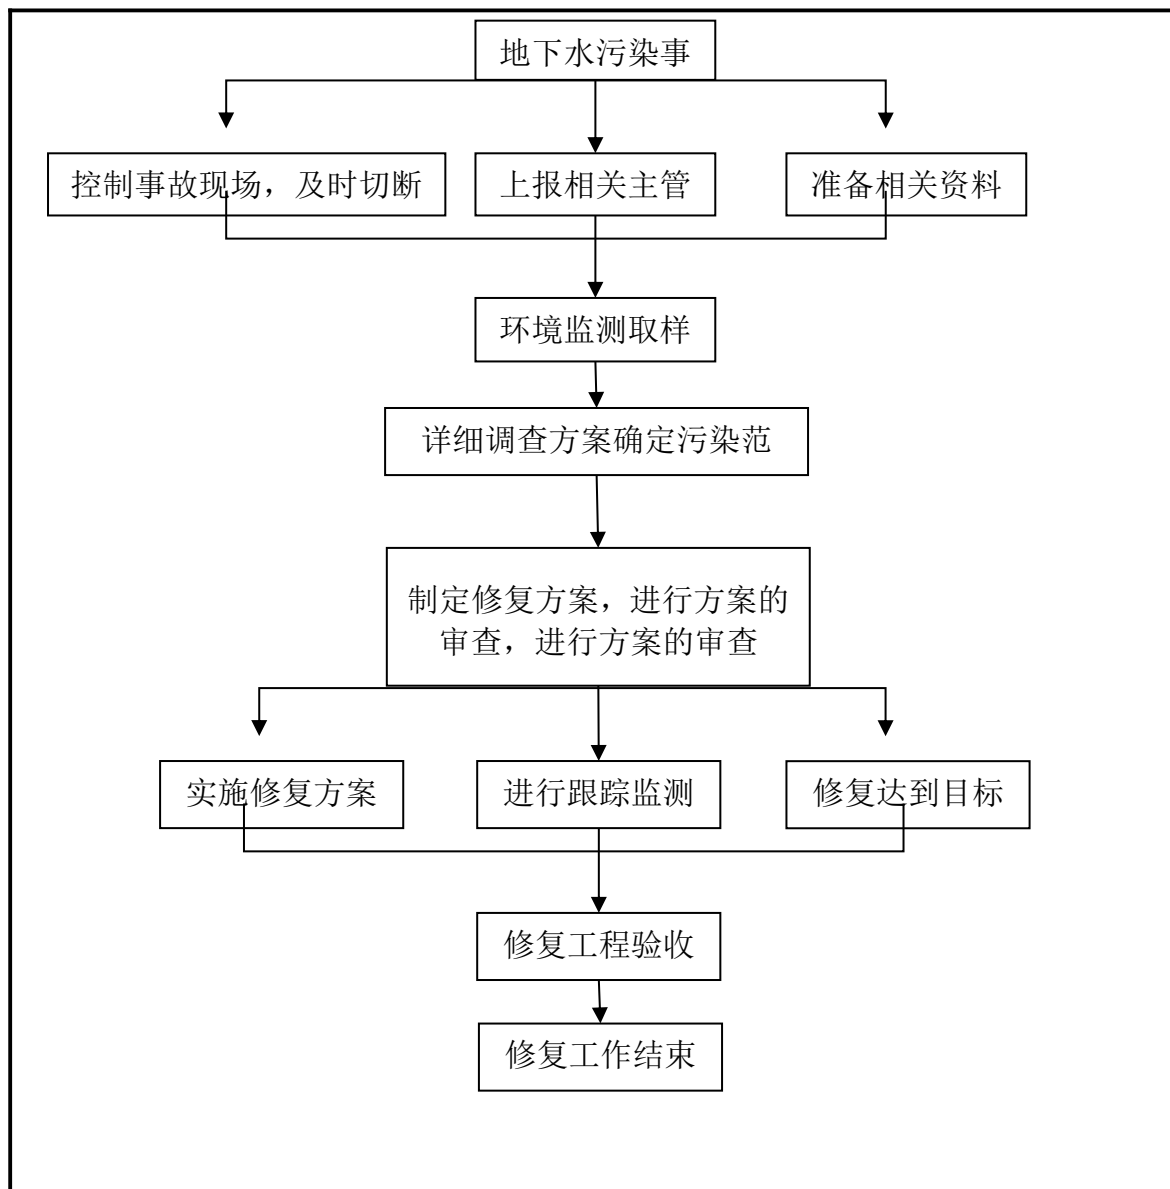 地下水污染事
控制事故现场，及时切断
上报相关主管
准备相关资料
环境监测取样
详细调查方案确定污染范
制定修复方案，进行方案的
审查，进行方案的审查
实施修复方案
进行跟踪监测
修复达到目标
修复工程验收
修复工作结束